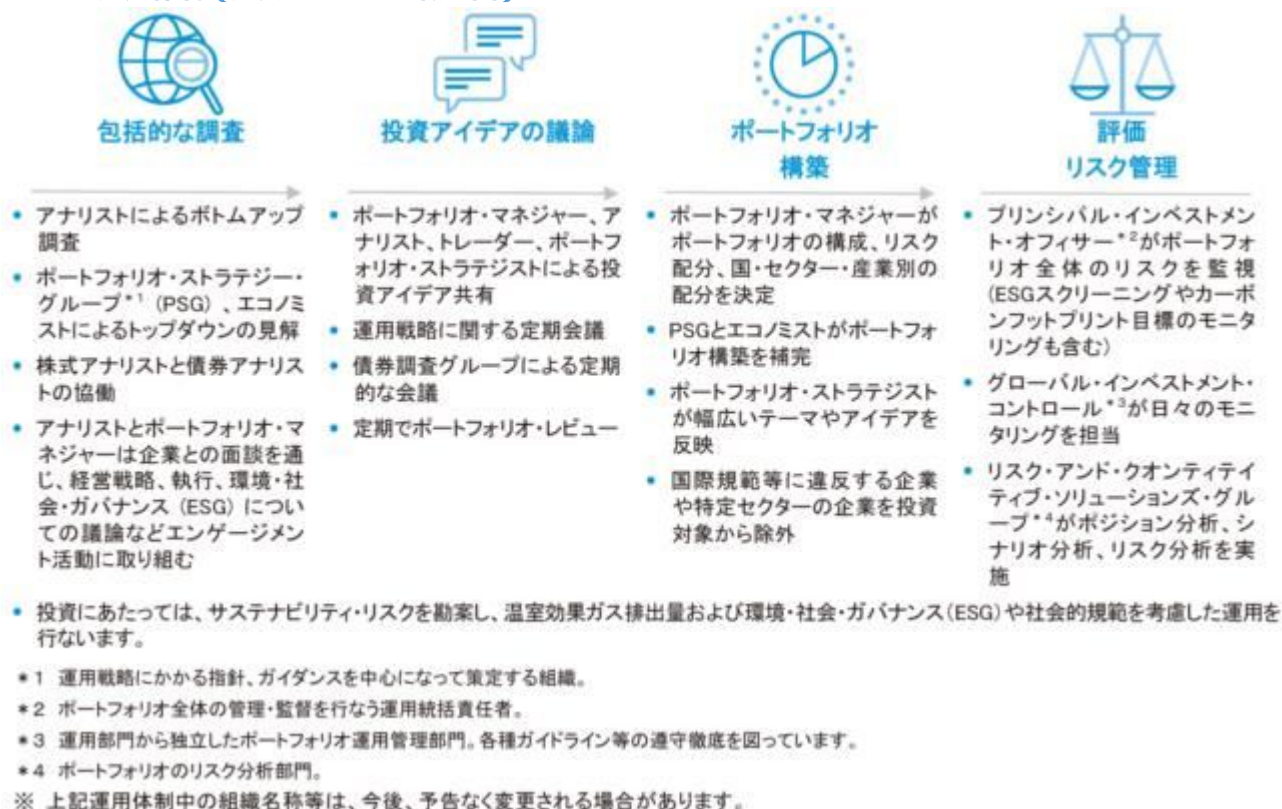 包括的な調査
アナリストによるボトムアップ
調査
ポートフォリオ・ストラテジー・
グループ*1 (PSG) 、エコノミ
ストによるトップダウンの見解
株式アナリストと債券アナリス
トの協働
アナリストとポートフォリオ・マ
ネジャーは企業との面談を通
じ、経営戦略、執行、環境・社
会・ガバナンス (ESG) につい
ての議論などエンゲージメン
ト活動に取り組む
投資アイデアの議論
ポートフォリオ・マネジャー、ア
ナリスト、トレーダー、ポートフ
ォリオ・ストラテジストによる投
資アイデア共有
運用戦略に関する定期会議
債券調査グループによる定期
的な会議
定期でポートフォリオ・レビュー
ポートフォリオ
構築
ポートフォリオ・マネジャーが
ポートフォリオの構成、リスク
配分、国・セクター・産業別の
配分を決定
PSGとエコノミストがポートフォ
リオ構築を補完
ポートフォリオ・ストラテジスト
が幅広いテーマやアイデアを
反映
国際規範等に違反する企業
や特定セクターの企業を投資
対象から除外
評価
リスク管理
プリンシパル・インベストメン
ト・オフィサー*2がポートフォ
リオ全体のリスクを監視
(ESGスクリーニングやカーボ
ンフットプリント目標のモニタ
リングも含む)
グローバル・インベストメント・
コントロール*3が日々のモニ
タリングを担当
リスク・アンド・クオンティテイ
ティブ・ソリューションズ・グル
ープ*4がポジション分析、シ
ナリオ分析、リスク分析を実
施
投資にあたっては、サステナビリティ・リスクを勘案し、温室効果ガス排出量および環境・社会・ガバナンス(ESG)や社会的規範を考慮した運用を
行ないます。
*1 運用戦略にかかる指針、ガイダンスを中心になって策定する組織。
*2 ポートフォリオ全体の管理・監督を行なう運用統括責任者。
*3 運用部門から独立したポートフォリオ運用管理部門。各種ガイドライン等の遵守徹底を図っています。
*4 ポートフォリオのリスク分析部門。
※ 上記運用体制中の組織名称等は、今後、予告なく変更される場合があります。